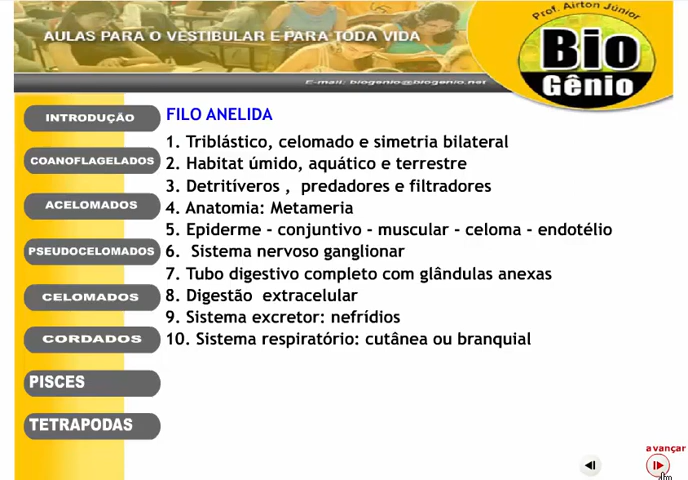 AULAS PARA O VESTIBULAR E PARA TODA VIDA
Prof. Airton Júnior
Bio
Gênio
E-mail: biogenio@biogenio.net
INTRODUÇÃO
COANOFLAGELADOS
ACELOMADOS
PSEUDOCELOMADOS
CELOMADOS
CORDADOS
PISCES
TETRAPODAS
FILO ANELIDA
1. Triblástico, celomado e simetria bilateral
2. Habitat úmido, aquático e terrestre
3. Detritíveros , predadores e filtradores
4. Anatomia: Metameria
5. Epiderme - conjuntivo - muscular - celoma - endotélio
6. Sistema nervoso ganglionar
7. Tubo digestivo completo com glândulas anexas
8. Digestão extracelular
9. Sistema excretor: nefrídios
10. Sistema respiratório: cutânea ou branquial
avançar